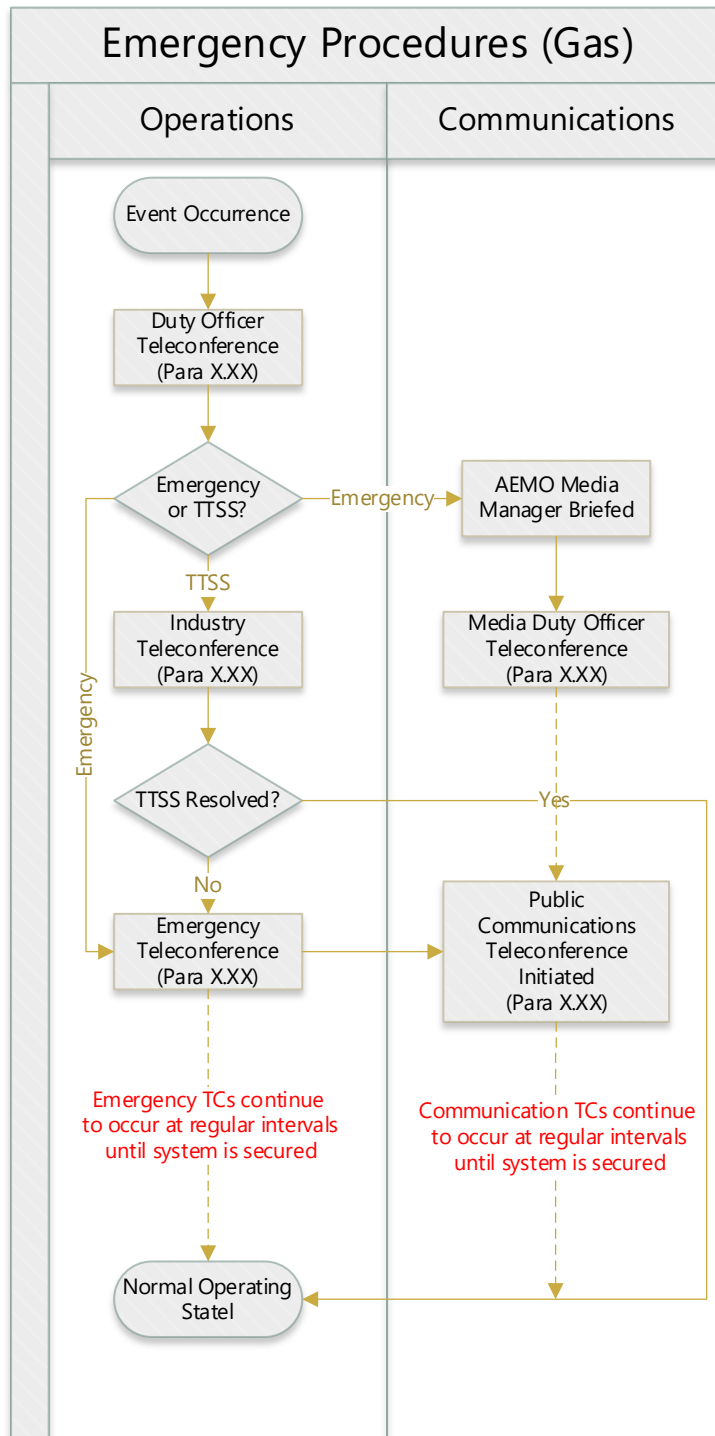 Emergency Procedures (Gas)
Operations
Communications
Event Occurrence
Duty Officer
Teleconference
(Para X.XX)
Emergency
or TTSS?
Emergency
AEMO Media
Manager Briefed
TTSS
Industry
Teleconference
(Para X.XX)
Media Duty Officer
Teleconference
(Para X.XX)
Emergency
TTSS Resolved?
Yes
No
Emergency
Teleconference
(Para X.XX)
Public
Communications
Teleconference
Initiated
(Para X.XX)
Emergency TCs continue
to occur at regular intervals
until system is secured
Communication TCs continue
to occur at regular intervals
until system is secured
Normal Operating
Statel